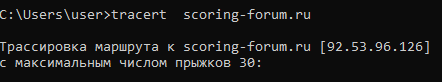 C:\Users\user>tracert  scoring-forum.ru
Трассировка маршрута к scoring-forum.ru [92.53.96.126]
с максимальным числом прыжков 30: